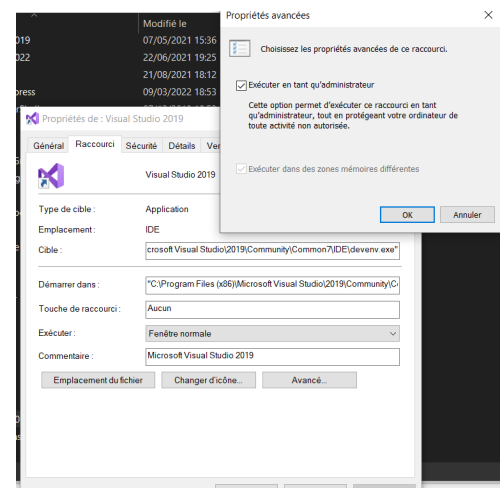 Modifié le
019 07/05/2021 15:36
022 22/06/2021 19:25
21/08/2021 18:12
press 09/03/2022 18:53
Propriétés avancées
Choisissez les propriétés avancées de ce raccourci.
Exécuter en tant qu'administrateur
Cette option permet d'exécuter ce raccourci en tant
qu'administrateur, tout en protégeant votre ordinateur de
toute activité non autorisée.
Exécuter dans des zones mémoires différentes
OK Annuler
Propriétés de : Visual Studio 2019
Général Raccourci Sécurité Détails Ver
Visual Studio 2019
Type de cible : Application
Emplacement : IDE
Cible : crosoft Visual Studio\2019\Community\Common7\IDE\devenv.exe"
Démarrer dans : "C:\Program Files (x86)\Microsoft Visual Studio\2019\Community\C
Touche de raccourci : Aucun
Exécuter : Fenêtre normale
Commentaire : Microsoft Visual Studio 2019
Emplacement du fichier Changer d'icône... Avancé...